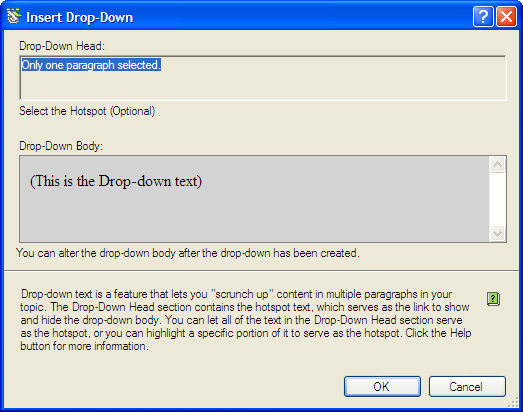 Insert Drop-Down
Drop-Down Head:
Only one paragraph selected.
Select the Hotspot (Optional)
Drop-Down Body:
(This is the Drop-down text)
You can alter the drop-down body after the drop-down has been created.
Drop-down text is a feature that lets you "scrunch up" content in multiple paragraphs in your
topic. The Drop-Down Head section contains the hotspot text, which serves as the link to show
and hide the drop-down body. You can let all of the text in the Drop-Down Head section serve
as the hotspot, or you can highlight a specific portion of it to serve as the hotspot. Click the Help
button for more information.
OK
Cancel